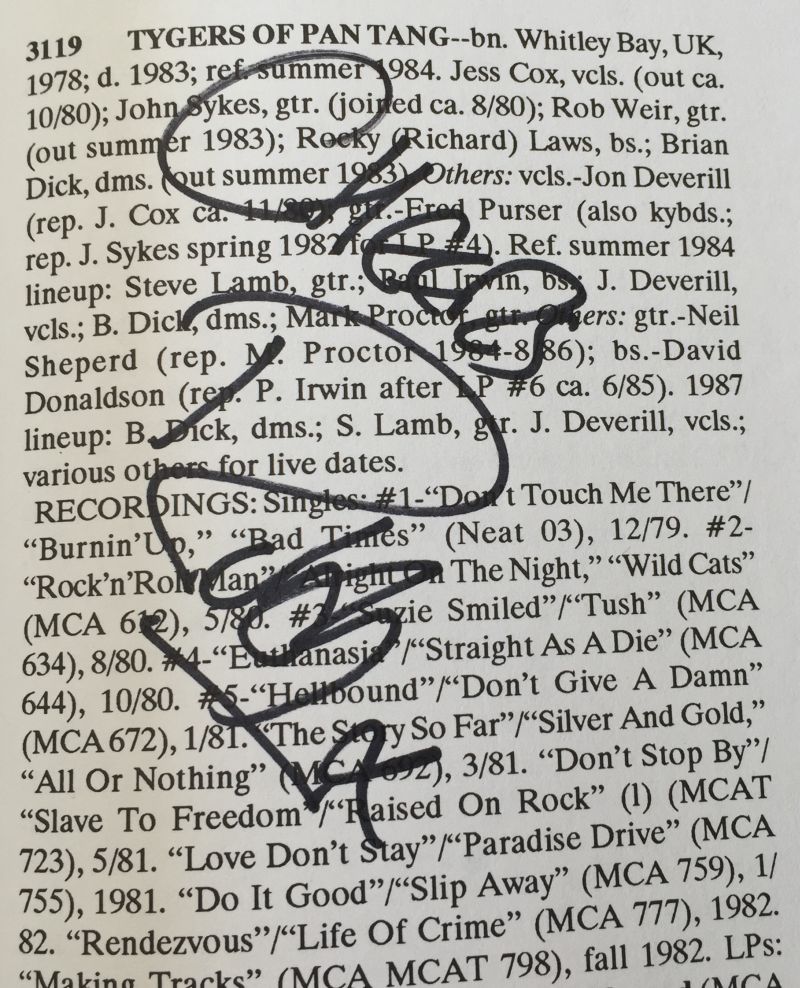 3119 TYGERS OF PAN TANG--bn. Whitley Bay, UK,
1978; d. 1983; ref. summer 1984. Jess Cox, vcls. (out ca.
10/80); John Sykes, gtr. (joined ca. 8/80); Rob Weir, gtr.
(out summer 1983); Rocky (Richard) Laws, bs.; Brian
Dick, dms. (out summer 1983). Others: vcls.-Jon Deverill
(rep. J. Cox ca. 11/80), gtr.-Fred Purser (also kybds.;
rep. J. Sykes spring 1982 for LP #4). Ref. summer 1984
lineup: Steve Lamb, gtr.; Paul Irwin, bs.; J. Deverill,
vcls.; B. Dick, dms.; Mark Proctor, gtr. Others: gtr.-Neil
Sheperd (rep. M. Proctor 1984-8/86); bs.-David
Donaldson (rep. P. Irwin after LP #6 ca. 6/85). 1987
lineup: B. Dick, dms.; S. Lamb, gtr. J. Deverill, vcls.;
various others for live dates.
RECORDINGS: Singles: #1-“Don't Touch Me There”/
“Burnin'Up,” “Bad Times” (Neat 03), 12/79. #2-
“Rock'n'Roll Man,” “Alright On The Night,” “Wild Cats”
(MCA 612), 5/80. #3-“Suzie Smiled”/“Tush” (MCA
634), 8/80. #4-“Euthanasia”/“Straight As A Die” (MCA
644), 10/80. #5-“Hellbound”/“Don't Give A Damn”
(MCA 672), 1/81. “The Story So Far”/“Silver And Gold,”
“All Or Nothing” (MCA 692), 3/81. “Don't Stop By”/
“Slave To Freedom”/“Raised On Rock” (l) (MCAT
723), 5/81. “Love Don't Stay”/“Paradise Drive” (MCA
755), 1981. “Do It Good”/“Slip Away” (MCA 759), 1/
82. “Rendezvous”/“Life Of Crime” (MCA 777), 1982.
“Making Tracks” (MCA MCAT 798), fall 1982. LPs: